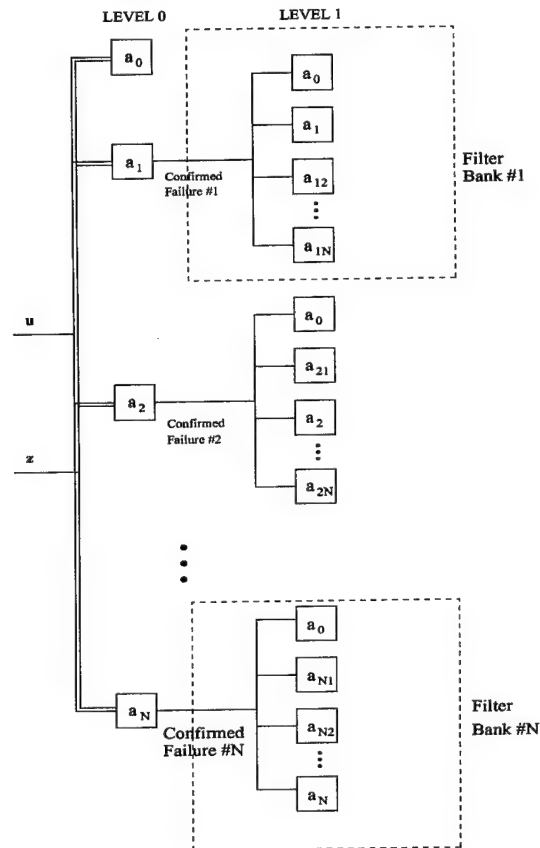 LEVEL 0
LEVEL 1
a0
a0
a1
a1
Confirmed
Failure #1
a12
a1N
Filter
Bank #1
u
a0
a21
a2
Confirmed
Failure #2
a2
a2N
z
a0
aN1
aN
Confirmed
Failure #N
aN2
aN
Filter
Bank #N